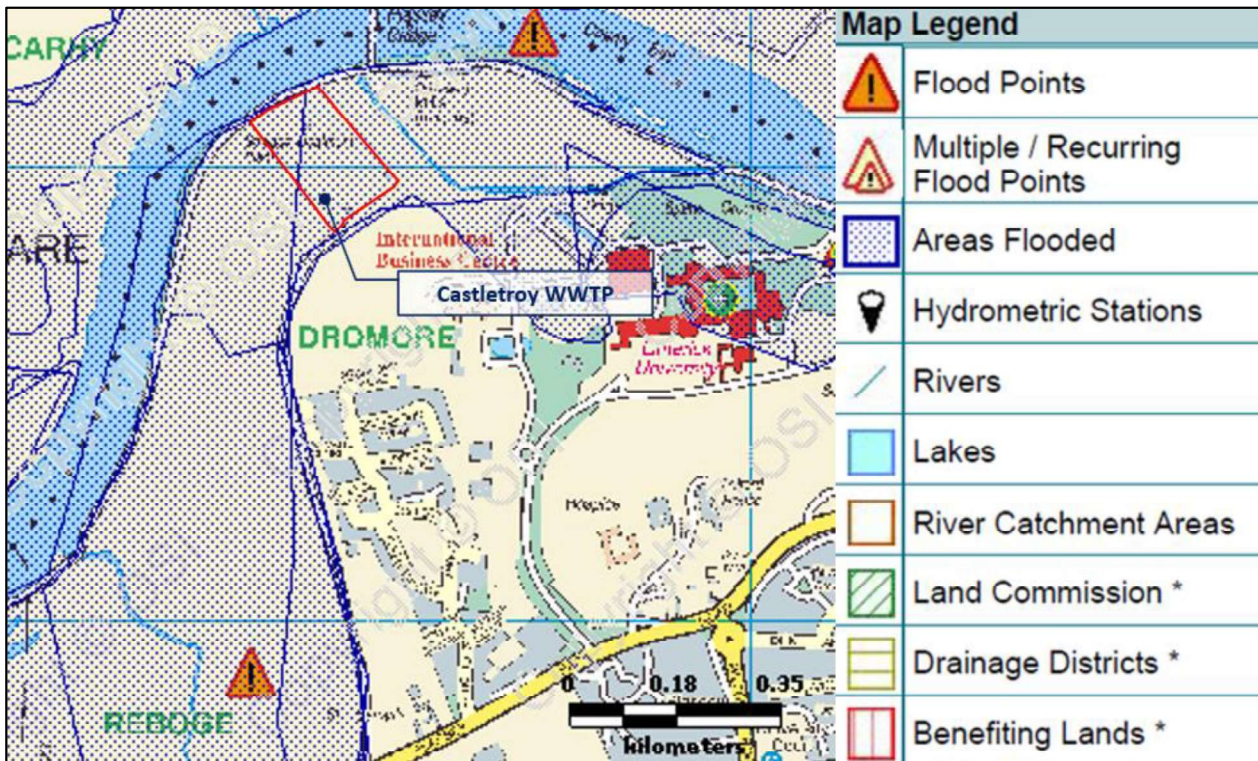 CARHY
ARE
International
Business Centre
Castletroy WWTP
DROMORE
Limerick
University
Hospice
REBOGE
0 0.18 0.35
kilometers
Map Legend
Flood Points
Multiple / Recurring
Flood Points
Areas Flooded
Hydrometric Stations
Rivers
Lakes
River Catchment Areas
Land Commission *
Drainage Districts *
Benefiting Lands *